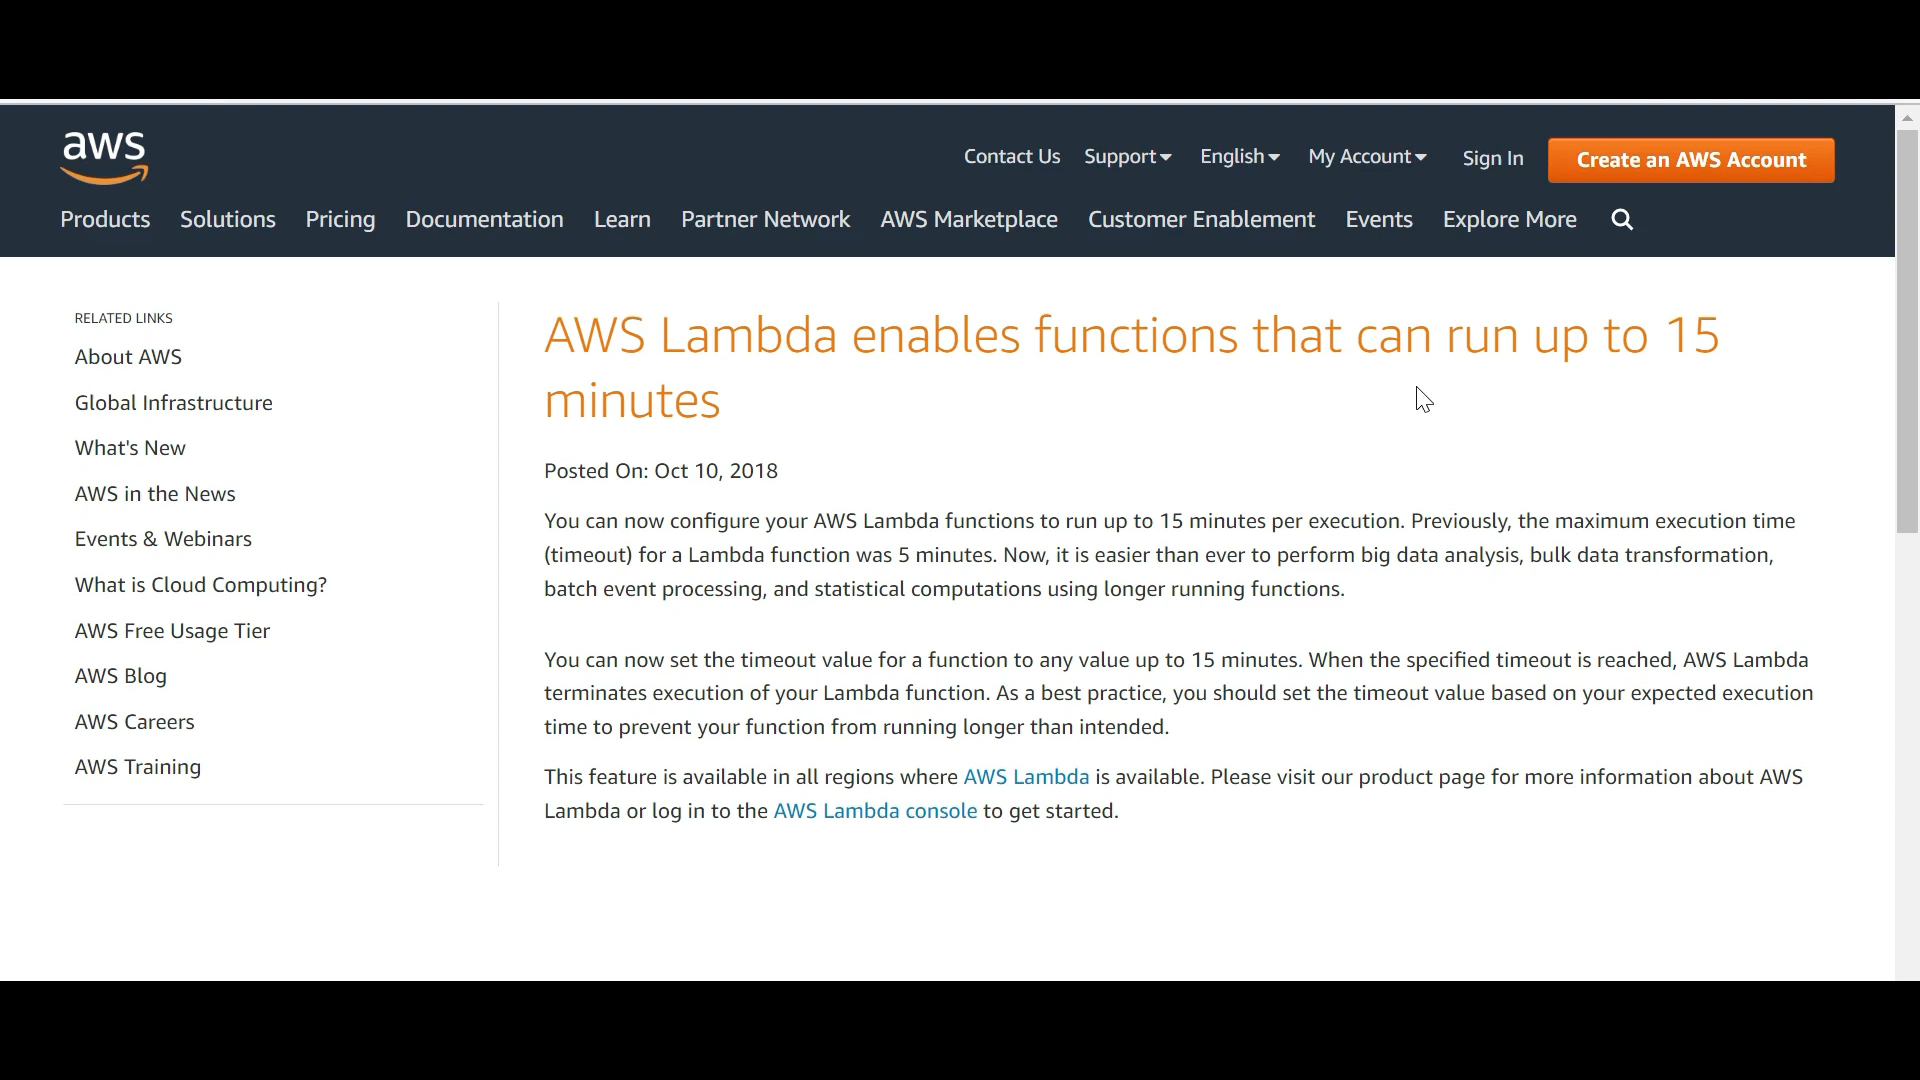 aws
Contact Us Support English My Account Sign In Create an AWS Account
Products Solutions Pricing Documentation Learn Partner Network AWS Marketplace Customer Enablement Events Explore More
RELATED LINKS
About AWS
Global Infrastructure
What's New
AWS in the News
Events & Webinars
What is Cloud Computing?
AWS Free Usage Tier
AWS Blog
AWS Careers
AWS Training
AWS Lambda enables functions that can run up to 15
minutes
Posted On: Oct 10, 2018
You can now configure your AWS Lambda functions to run up to 15 minutes per execution. Previously, the maximum execution time
(timeout) for a Lambda function was 5 minutes. Now, it is easier than ever to perform big data analysis, bulk data transformation,
batch event processing, and statistical computations using longer running functions.
You can now set the timeout value for a function to any value up to 15 minutes. When the specified timeout is reached, AWS Lambda
terminates execution of your Lambda function. As a best practice, you should set the timeout value based on your expected execution
time to prevent your function from running longer than intended.
This feature is available in all regions where AWS Lambda is available. Please visit our product page for more information about AWS
Lambda or log in to the AWS Lambda console to get started.